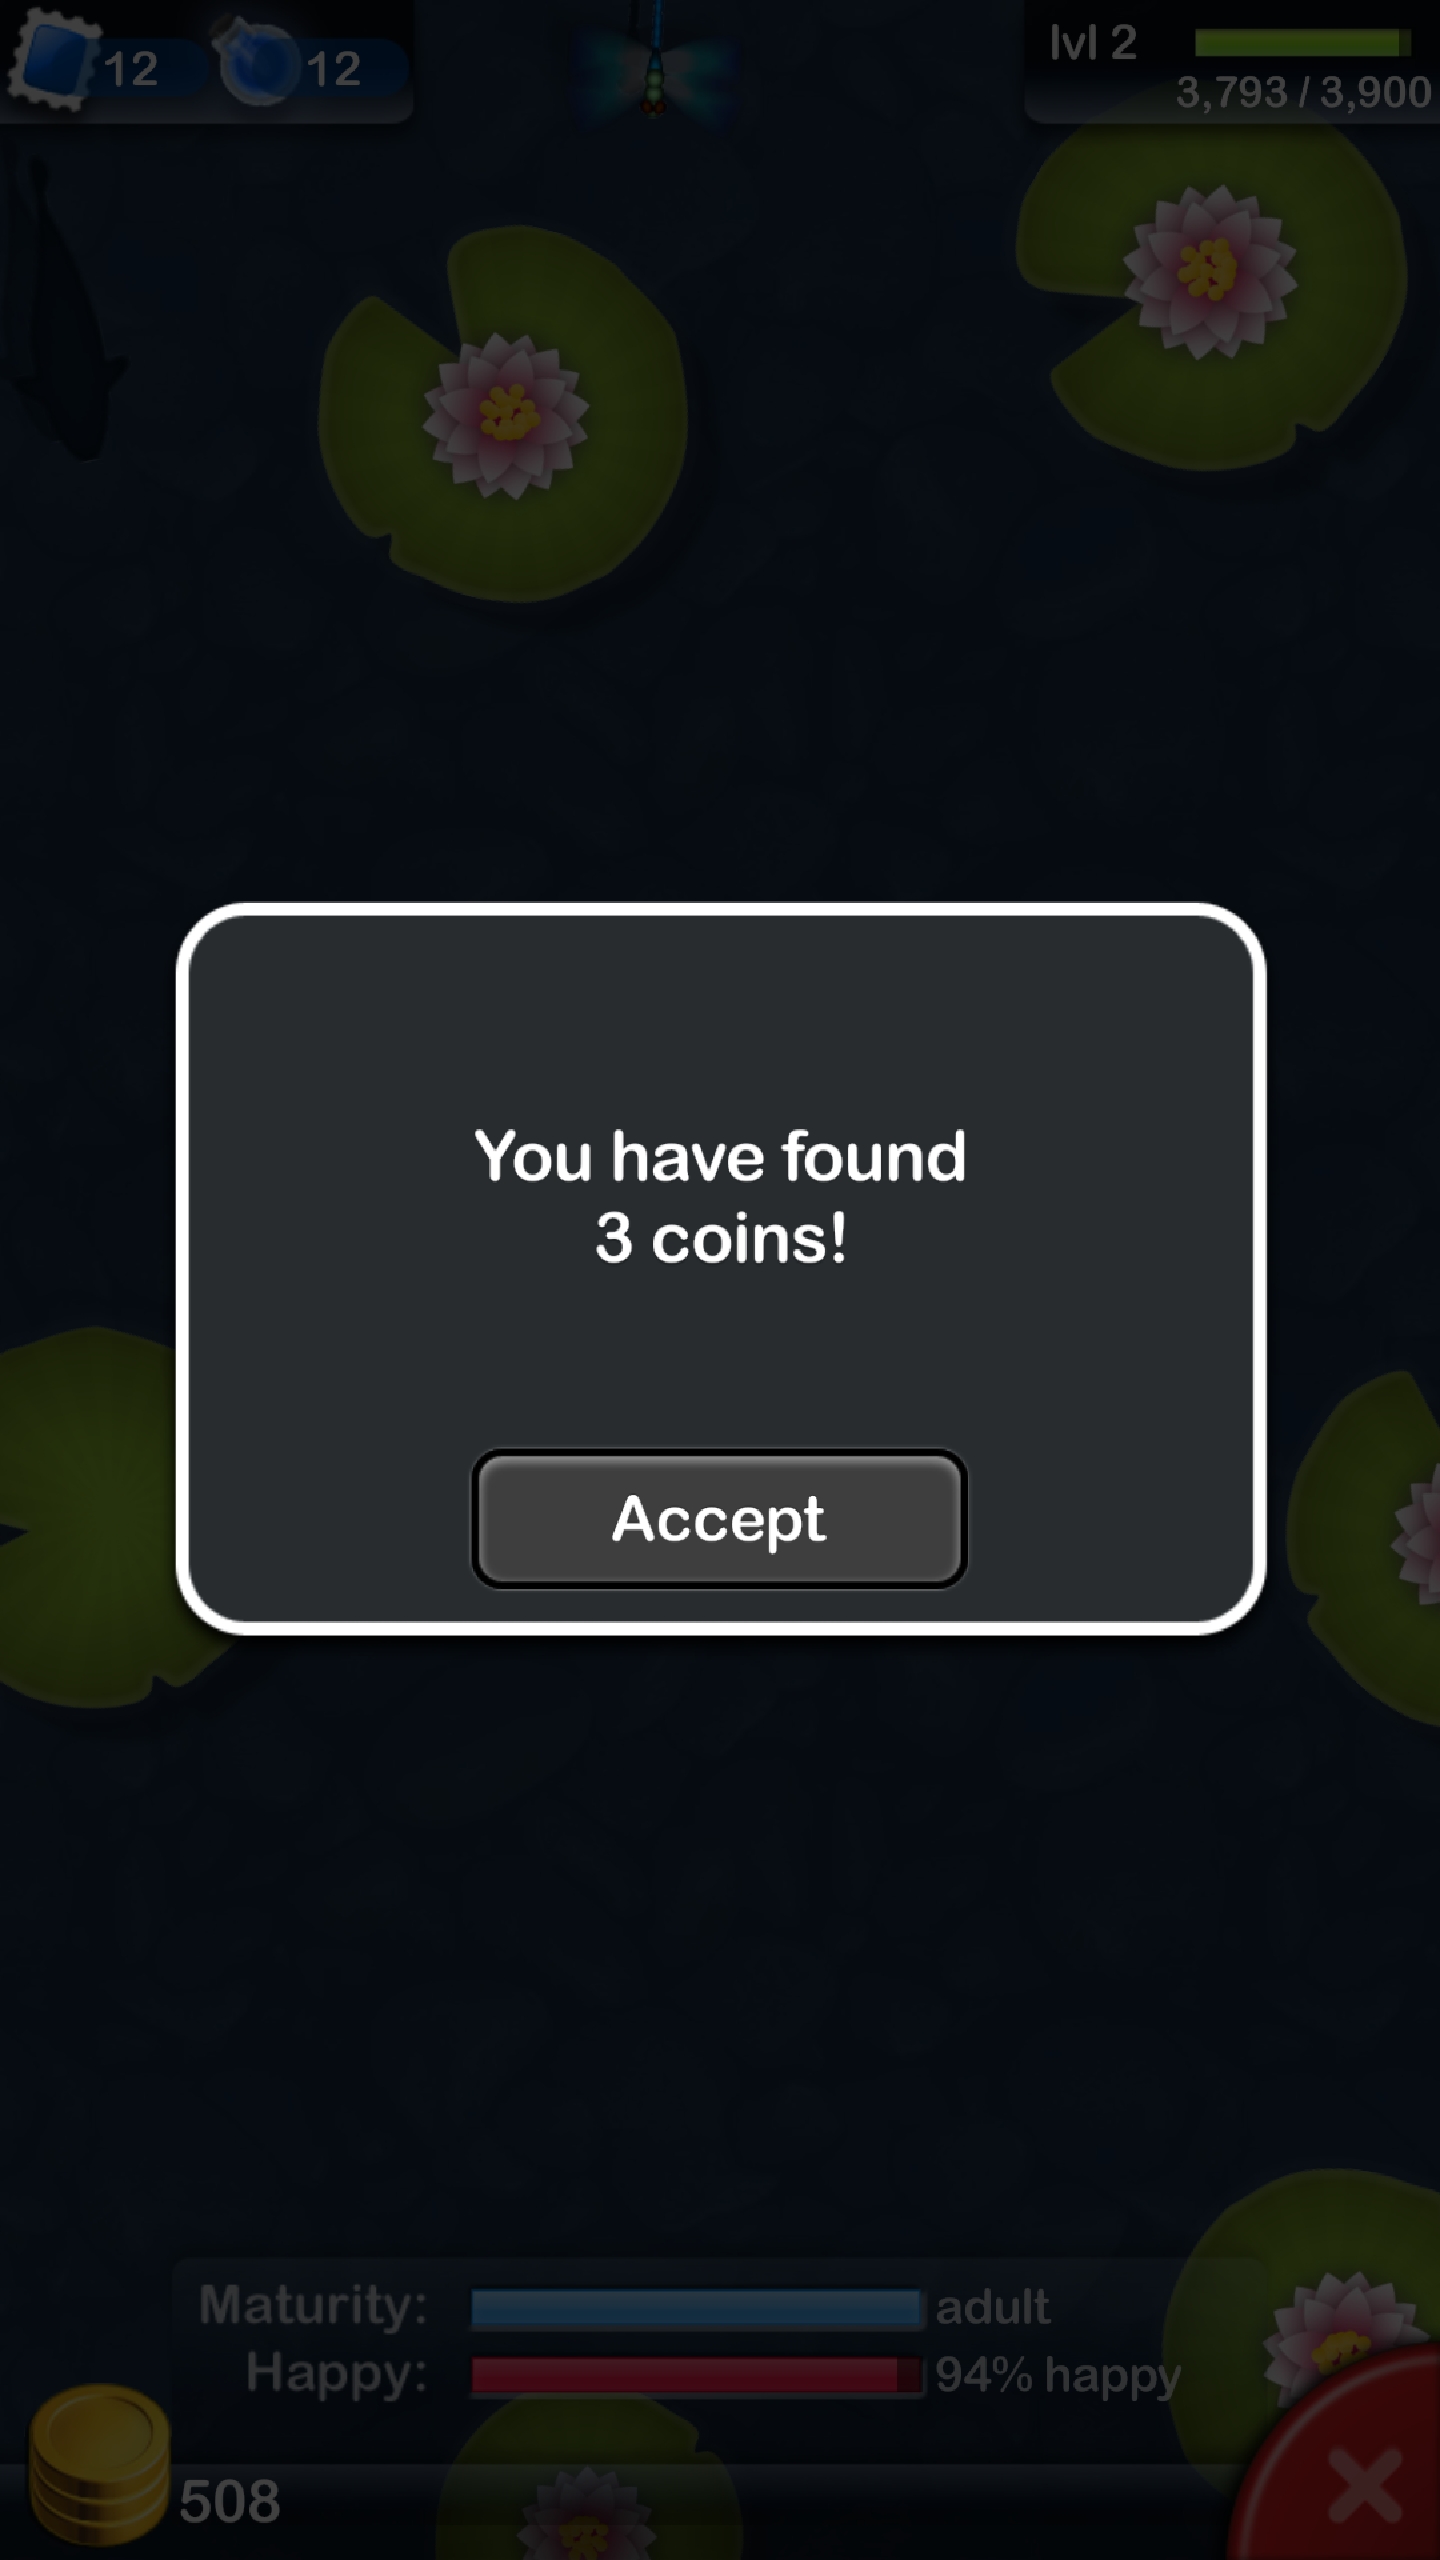 12
12
lvl 2
3,793 / 3,900
You have found
3 coins!
Accept
Maturity:
adult
Happy:
94% happy
508